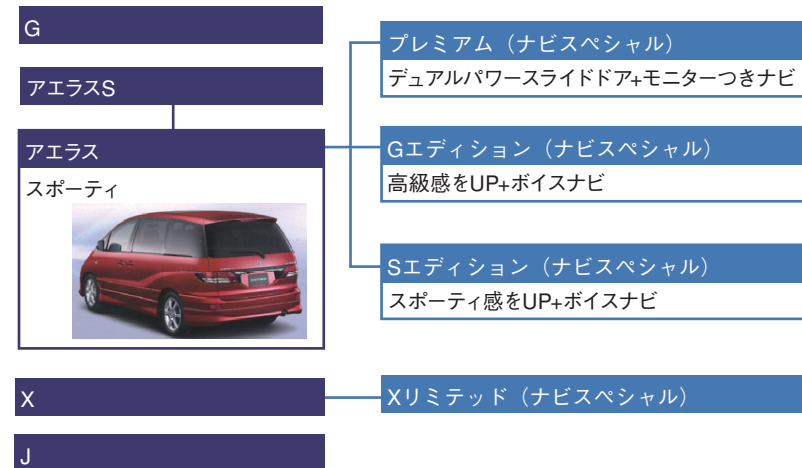 G
アエラスS
アエラス
スポーティ
X
J
プレミアム（ナビスペシャル）
デュアルパワースライドドア+モニターつきナビ
Gエディション（ナビスペシャル）
高級感をUP+ボイスナビ
Sエディション（ナビスペシャル）
スポーティ感をUP+ボイスナビ
Xリミテッド（ナビスペシャル）